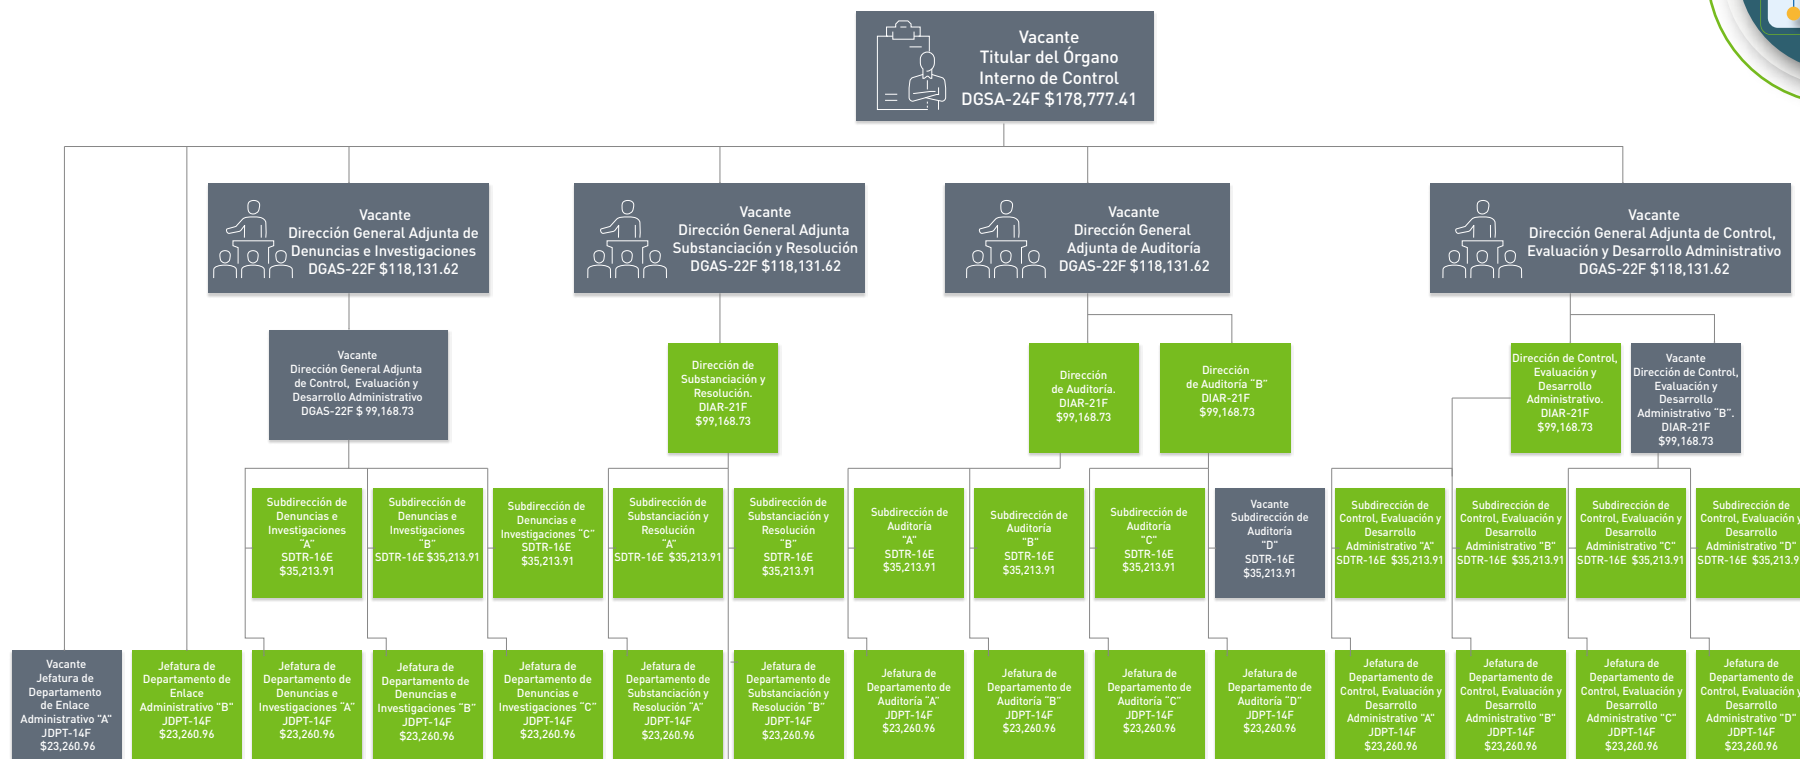 Vacante
Titular del Órgano
Interno de Control
DGSA-24F $178,777.41
Vacante
Dirección General Adjunta de
Denuncias e Investigaciones
DGAS-22F $118,131.62
Vacante
Dirección General Adjunta
Substanciación y Resolución
DGAS-22F $118,131.62
Vacante
Dirección General
Adjunta de Auditoría
DGAS-22F $118,131.62
Vacante
Dirección General Adjunta de Control,
Evaluación y Desarrollo Administrativo
DGAS-22F $118,131.62
Vacante
Dirección General Adjunta
de Control, Evaluación y
Desarrollo Administrativo
DGAS-22F $ 99,168.73
Dirección de
Substanciación y
Resolución.
DIAR-21F
$99,168.73
Dirección
de Auditoría.
DIAR-21F
$99,168.73
Dirección
de Auditoría "B"
DIAR-21F
$99,168.73
Dirección de Control,
Evaluación y
Desarrollo
Administrativo.
DIAR-21F
$99,168.73
Vacante
Dirección de Control,
Evaluación y
Desarrollo
Administrativo "B".
DIAR-21F
$99,168.73
Subdirección de
Denuncias e
Investigaciones
"A"
SDTR-16E
$35,213.91
Subdirección de
Denuncias e
Investigaciones
"B"
SDTR-16E $35,213.91
Subdirección de
Denuncias e
Investigaciones "C"
SDTR-16E
$35,213.91
Subdirección de
Substanciación y
Resolución
"A"
SDTR-16E $35,213.91
Subdirección de
Substanciación y
Resolución
"B"
SDTR-16E
$35,213.91
Subdirección de
Auditoría
"A"
SDTR-16E
$35,213.91
Subdirección de
Auditoría
"B"
SDTR-16E
$35,213.91
Subdirección de
Auditoría
"C"
SDTR-16E
$35,213.91
Vacante
Subdirección de
Auditoría
"D"
SDTR-16E
$35,213.91
Subdirección de
Control, Evaluación y
Desarrollo
Administrativo "A"
SDTR-16E $35,213.91
Subdirección de
Control, Evaluación y
Desarrollo
Administrativo "B"
SDTR-16E $35,213.91
Subdirección de
Control, Evaluación y
Desarrollo
Administrativo "C"
SDTR-16E $35,213.91
Subdirección de
Control, Evaluación y
Desarrollo
Administrativo "D"
SDTR-16E $35,213.9
Vacante
Jefatura de
Departamento
de Enlace
Administrativo "A"
JDPT-14F
$23,260.96
Jefatura de
Departamento de
Enlace
Administrativo "B"
JDPT-14F
$23,260.96
Jefatura de
Departamento de
Denuncias e
Investigaciones "A"
JDPT-14F
$23,260.96
Jefatura de
Departamento de
Denuncias e
Investigaciones "B"
JDPT-14F
$23,260.96
Jefatura de
Departamento de
Denuncias e
Investigaciones "C"
JDPT-14F
$23,260.96
Jefatura de
Departamento de
Substanciación y
Resolución "A"
JDPT-14F
$23,260.96
Jefatura de
Departamento de
Substanciación y
Resolución "B"
JDPT-14F
$23,260.96
Jefatura de
Departamento de
Auditoría "A"
JDPT-14F
$23,260.96
Jefatura de
Departamento de
Auditoría "B"
JDPT-14F
$23,260.96
Jefatura de
Departamento de
Auditoría "C"
JDPT-14F
$23,260.96
Jefatura de
Departamento de
Auditoría "D"
JDPT-14F
$23,260.96
Jefatura de
Departamento de
Control, Evaluación y
Desarrollo
Administrativo "A"
JDPT-14F
$23,260.96
Jefatura de
Departamento de
Control, Evaluación y
Desarrollo
Administrativo "B"
JDPT-14F
$23,260.96
Jefatura de
Departamento de
Control, Evaluación y
Desarrollo
Administrativo "C"
JDPT-14F
$23,260.96
Jefatura de
Departamento de
Control, Evaluación y
Desarrollo
Administrativo "D"
JDPT-14F
$23,260.96